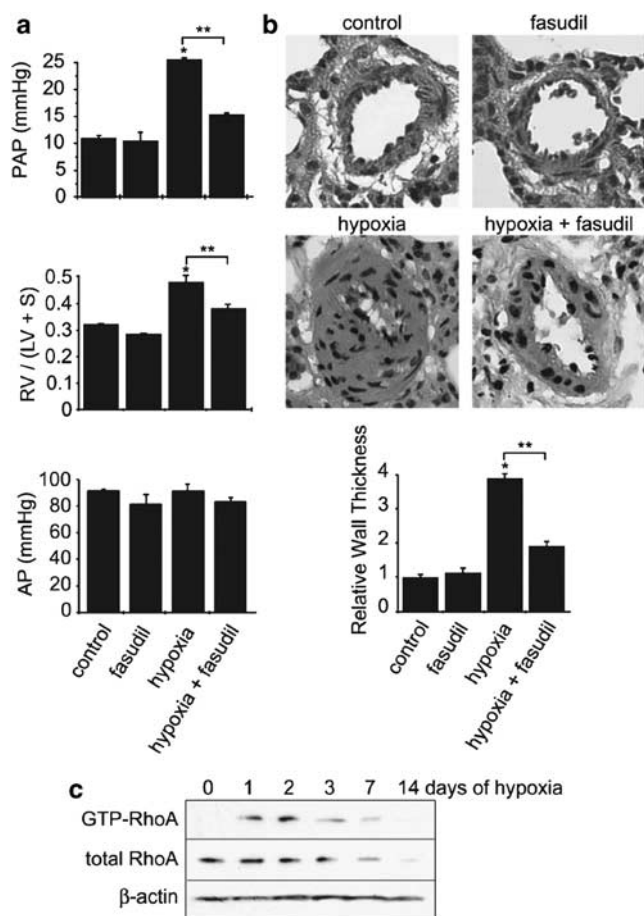 a
PAP (mmHg)
25
20
15
10
5
0
*
**
RV / (LV + S)
0.5
0.4
0.3
0.2
0.1
0
*
**
AP (mmHg)
100
80
60
40
20
0
control
fasudil
hypoxia
hypoxia + fasudil
b
control
fasudil
hypoxia
hypoxia + fasudil
Relative Wall Thickness
4
3
2
1
0
*
**
control
fasudil
hypoxia
hypoxia + fasudil
c
0 1 2 3 7 14 days of hypoxia
GTP-RhoA
total RhoA
β-actin